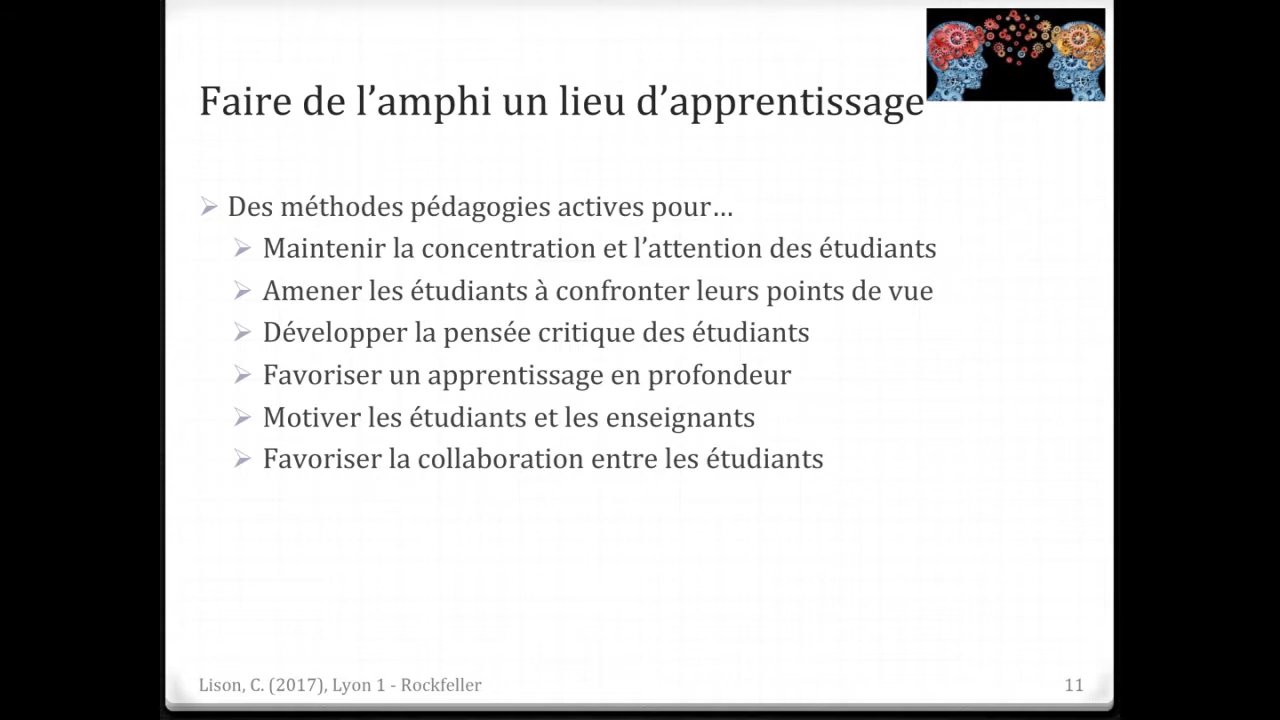 Faire de l’amphi un lieu d’apprentissage
Des méthodes pédagogies actives pour…
Maintenir la concentration et l’attention des étudiants
Amener les étudiants à confronter leurs points de vue
Développer la pensée critique des étudiants
Favoriser un apprentissage en profondeur
Motiver les étudiants et les enseignants
Favoriser la collaboration entre les étudiants
Lison, C. (2017), Lyon 1 - Rockfeller
11